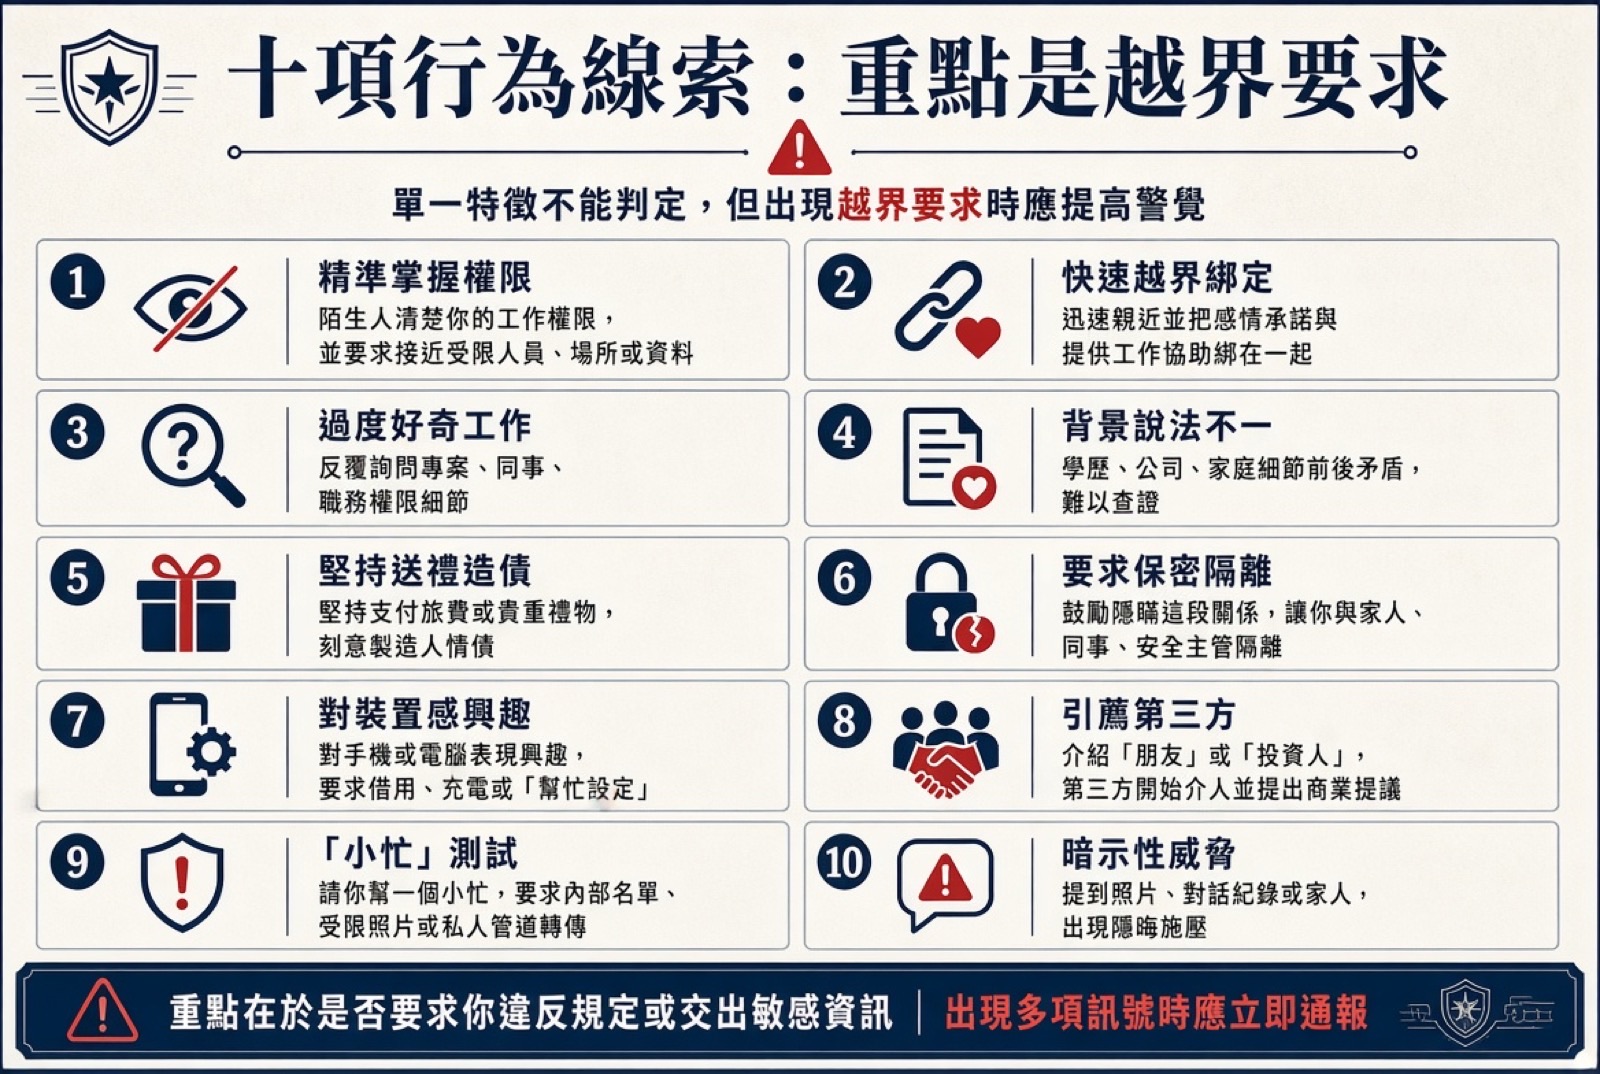 十項行為線索：重點是越界要求
單一特徵不能判定，但出現越界要求時應提高警覺
1
精準掌握權限
陌生人清楚你的工作權限，
並要求接近受限人員、場所或資料
2
快速越界綁定
迅速親近並把感情承諾與
提供工作協助綁在一起
3
過度好奇工作
反覆詢問專案、同事、
職務權限細節
4
背景說法不一
學歷、公司、家庭細節前後矛盾，
難以查證
5
堅持送禮造債
堅持支付旅費或貴重禮物，
刻意製造人情債
6
要求保密隔離
鼓勵隱瞞這段關係，讓你與家人、
同事、安全主管隔離
7
對裝置感興趣
對手機或電腦表現興趣，
要求借用、充電或「幫忙設定」
8
引薦第三方
介紹「朋友」或「投資人」，
第三方開始介人並提出商業提議
9
「小忙」測試
請你幫一個小忙，要求內部名單、
受限照片或私人管道轉傳
10
暗示性威脅
提到照片、對話紀錄或家人，
出現隱晦施壓
重點在於是否要求你違反規定或交出敏感資訊｜出現多項訊號時應立即通報